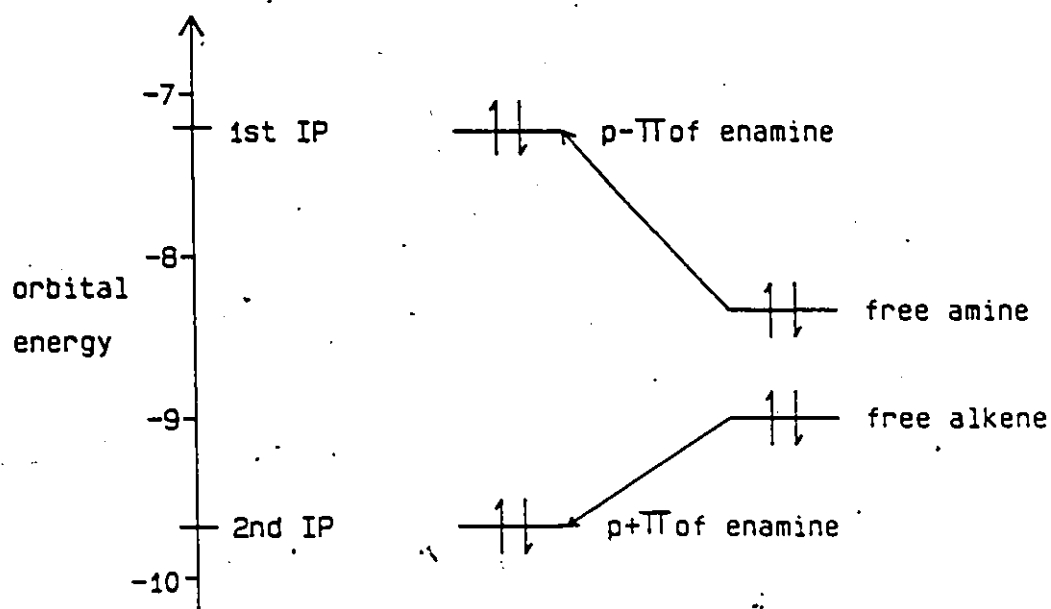 -7
1st IP
p-π of enamine
-8
orbital
energy
free amine
-9
free alkene
2nd IP
p+π of enamine
-10